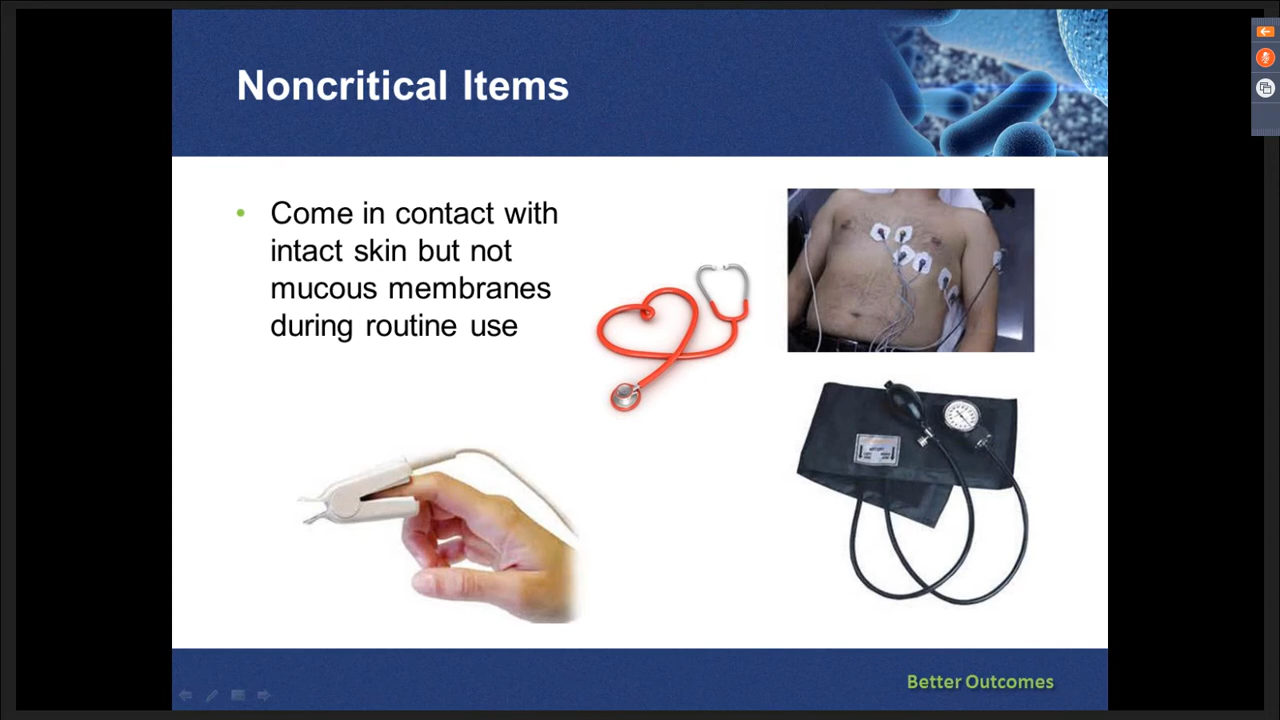 Noncritical Items
• Come in contact with
intact skin but not
mucous membranes
during routine use
Better Outcomes